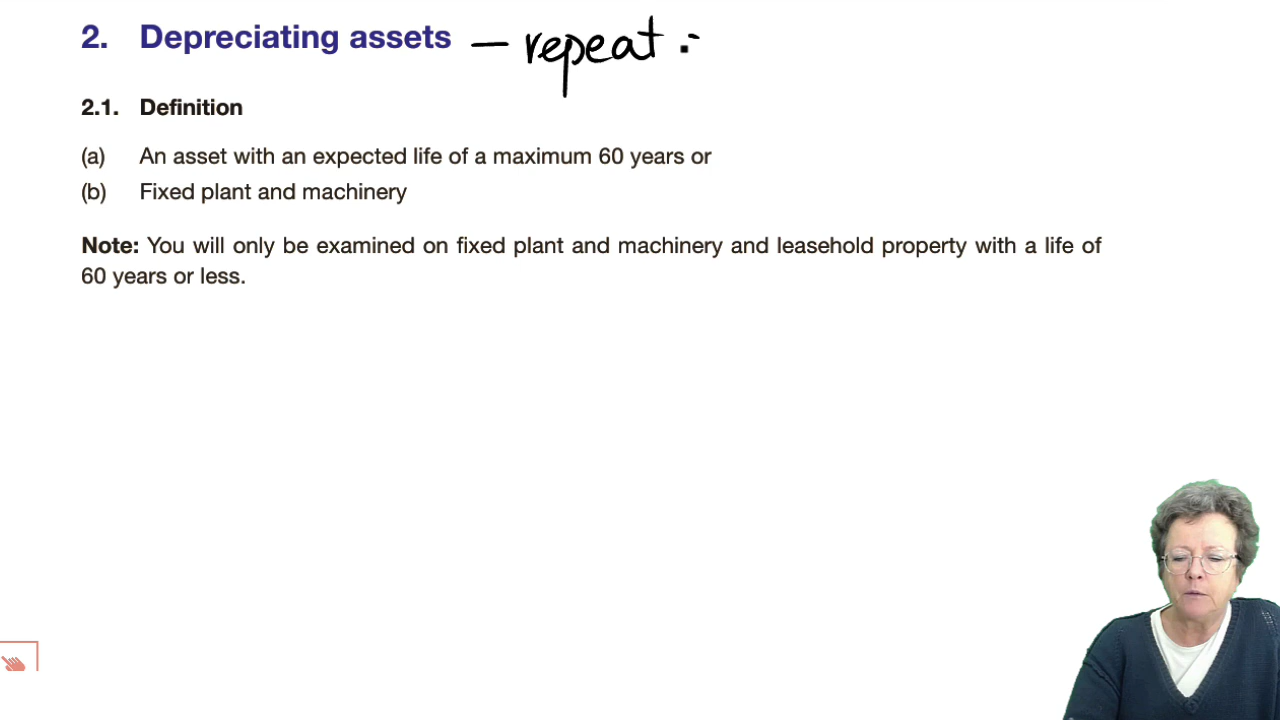 2. Depreciating assets – repeat :-
2.1. Definition
(a) An asset with an expected life of a maximum 60 years or
(b) Fixed plant and machinery
Note: You will only be examined on fixed plant and machinery and leasehold property with a life of
60 years or less.